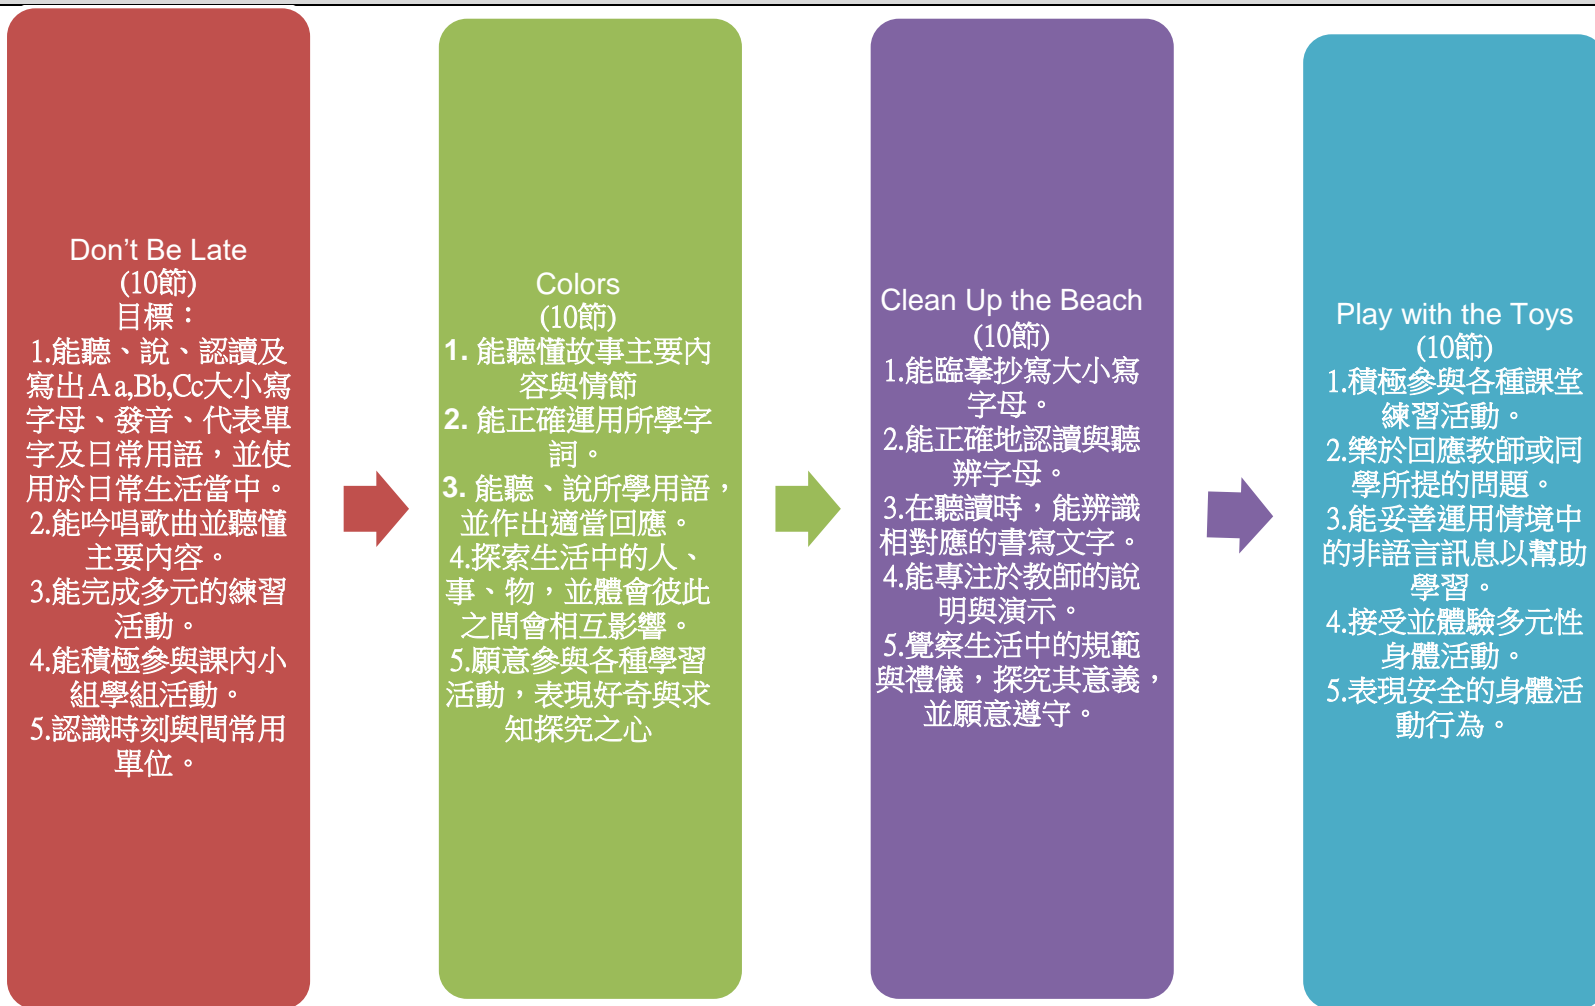 Don't Be Late
(10節)
目標：
1.能聽、說、認讀及
寫出Ａa,Bb,Cc大小寫
字母、發音、代表單
字及日常用語，並使
用於日常生活當中。
2.能吟唱歌曲並聽懂
主要內容。
3.能完成多元的練習
活動。
4.能積極參與課內小
組學組活動。
5.認識時刻與間常用
單位。
Colors
(10節)
1. 能聽懂故事主要內
容與情節
2. 能正確運用所學字
詞。
3. 能聽、說所學用語，
並作出適當回應。
4.探索生活中的人、
事、物，並體會彼此
之間會相互影響。
5.願意參與各種學習
活動，表現好奇與求
知探究之心
Clean Up the Beach
(10節)
1.能臨摹抄寫大小寫
字母。
2.能正確地認讀與聽
辨字母。
3.在聽讀時，能辨識
相對應的書寫文字。
4.能專注於教師的說
明與演示。
5.覺察生活中的規範
與禮儀，探究其意義，
並願意遵守。
Play with the Toys
(10節)
1.積極參與各種課堂
練習活動。
2.樂於回應教師或同
學所提的問題。
3.能妥善運用情境中
的非語言訊息以幫助
學習。
4.接受並體驗多元性
身體活動。
5.表現安全的身體活
動行為。